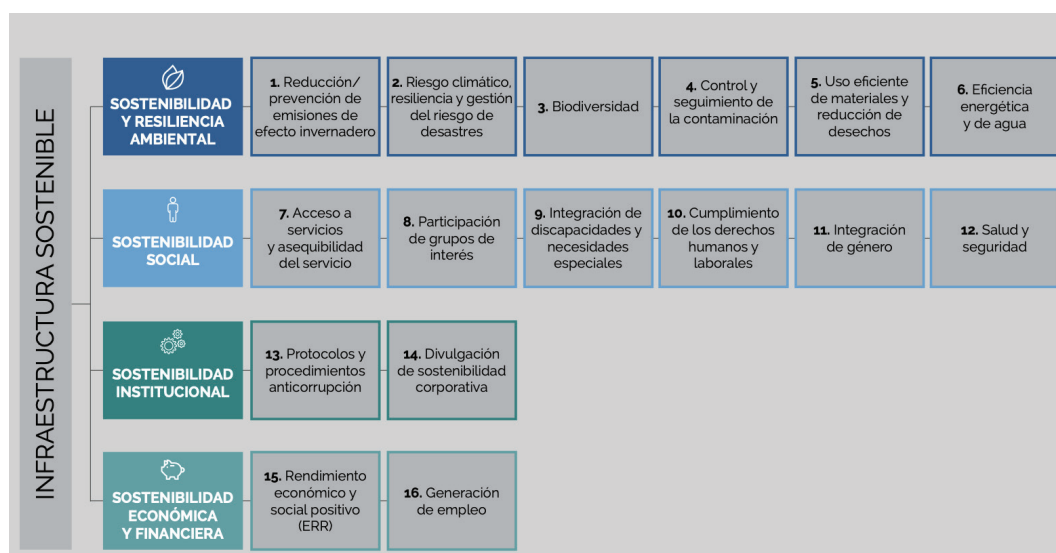 INFRAESTRUCTURA SOSTENIBLE
SOSTENIBILIDAD
Y RESILIENCIA
AMBIENTAL
1. Reducción/
prevención de
emisiones de
efecto invernadero
2. Riesgo climático,
resiliencia y gestión
del riesgo de
desastres
3. Biodiversidad
4. Control y
seguimiento de
la contaminación
5. Uso eficiente
de materiales y
reducción de
desechos
6. Eficiencia
energética
y de agua
SOSTENIBILIDAD
SOCIAL
7. Acceso a
servicios
y asequibilidad
del servicio
8. Participación
de grupos de
interés
9. Integración de
discapacidades y
necesidades
especiales
10. Cumplimiento
de los derechos
humanos y
laborales
11. Integración
de género
12. Salud y
seguridad
SOSTENIBILIDAD
INSTITUCIONAL
13. Protocolos y
procedimientos
anticorrupción
14. Divulgación
de sostenibilidad
corporativa
SOSTENIBILIDAD
ECONÓMICA
Y FINANCIERA
15. Rendimiento
económico y
social positivo
(ERR)
16. Generación
de empleo